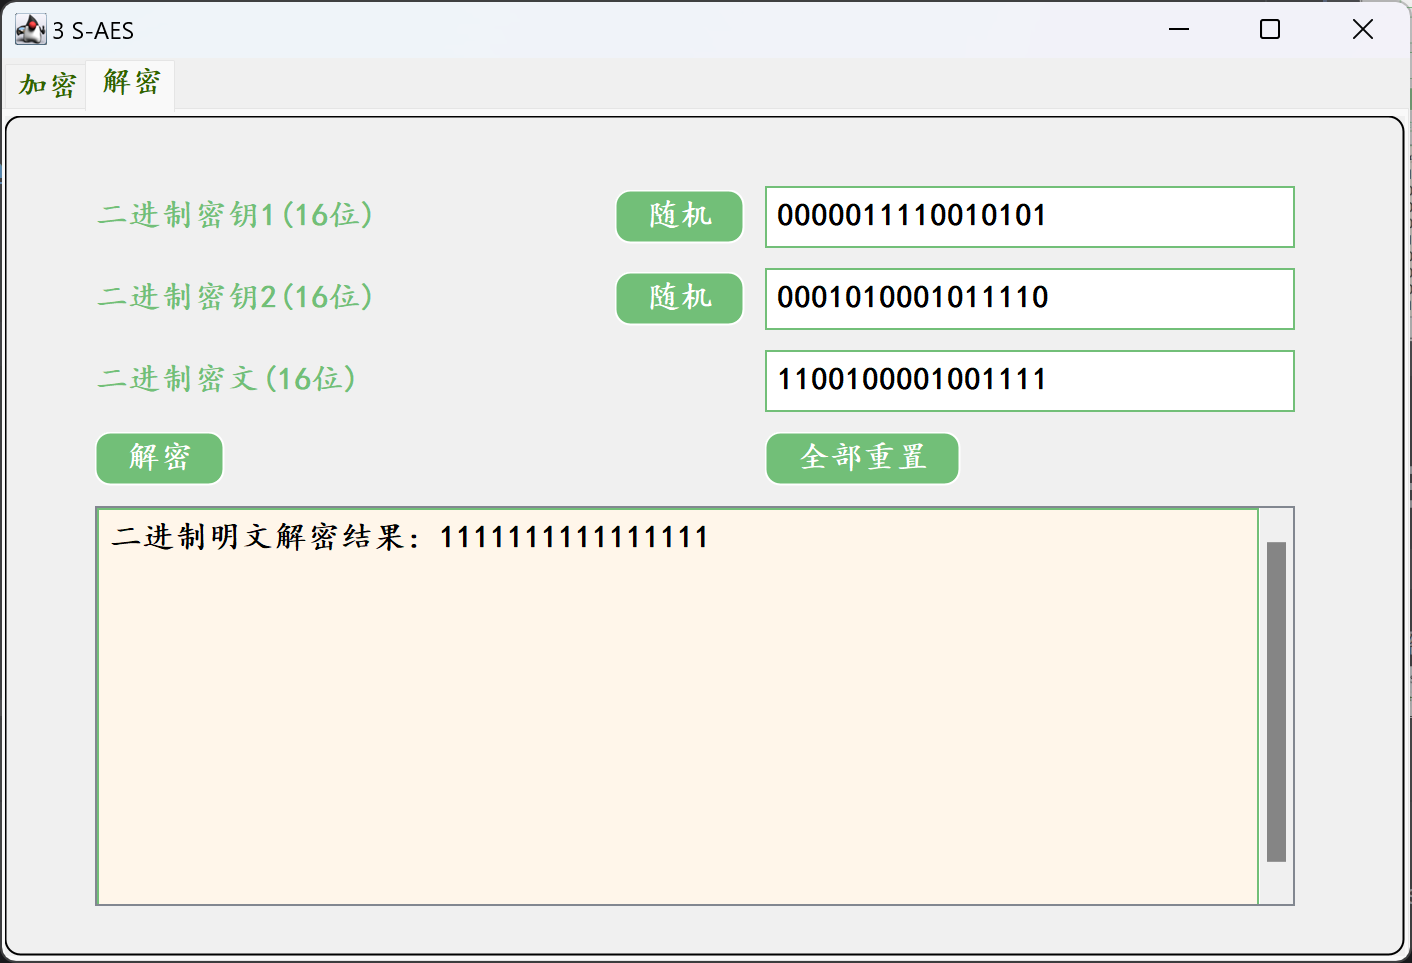 3 S-AES
加密 解密
二进制密钥1(16位) 随机 0000011110010101
二进制密钥2(16位) 随机 0001010001011110
二进制密文(16位) 1100100001001111
解密 全部重置
二进制明文解密结果: 1111111111111111